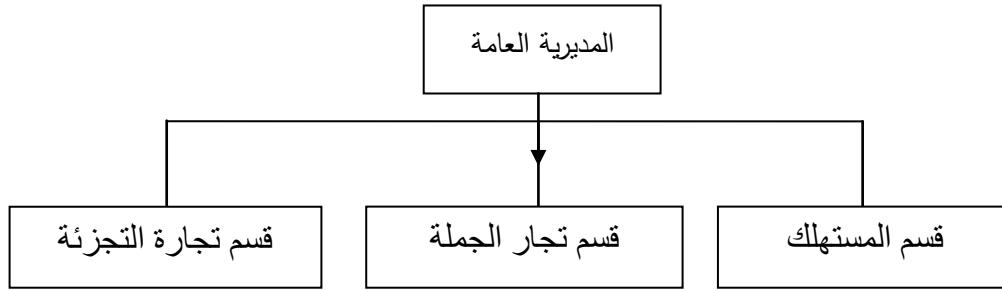 المديرية العامة
قسم المستهلك
قسم تجار الجملة
قسم تجارة التجزئة